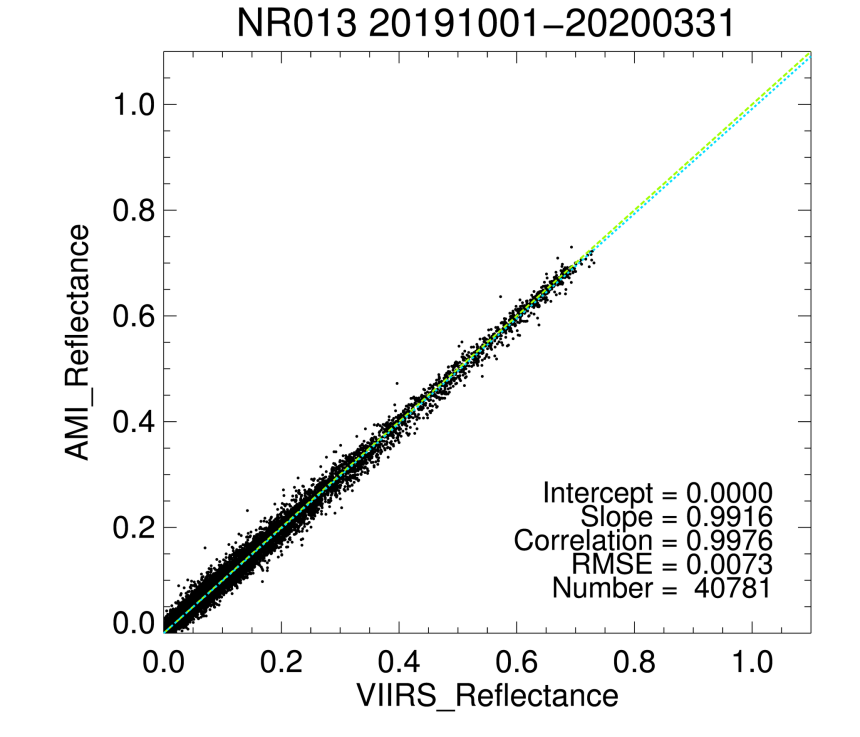 NR013 20191001−20200331
AMI_Reflectance
1.0
0.8
0.6
0.4
0.2
0.0
Intercept = 0.0000
Slope = 0.9916
Correlation = 0.9976
RMSE = 0.0073
Number = 40781
0.0 0.2 0.4 0.6 0.8 1.0
VIIRS_Reflectance